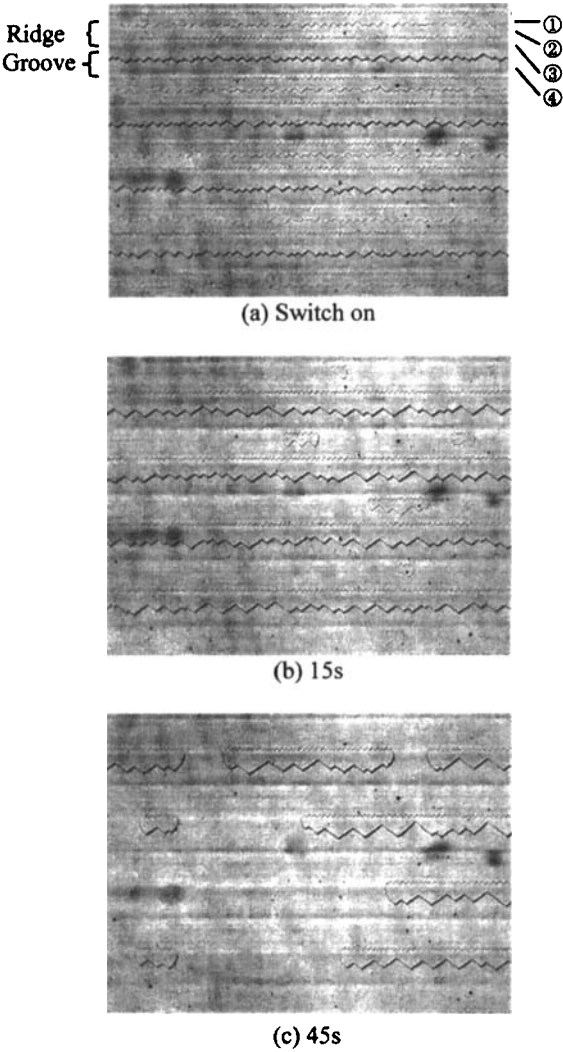 Ridge
Groove
①
②
③
④
(a) Switch on
(b) 15s
(c) 45s